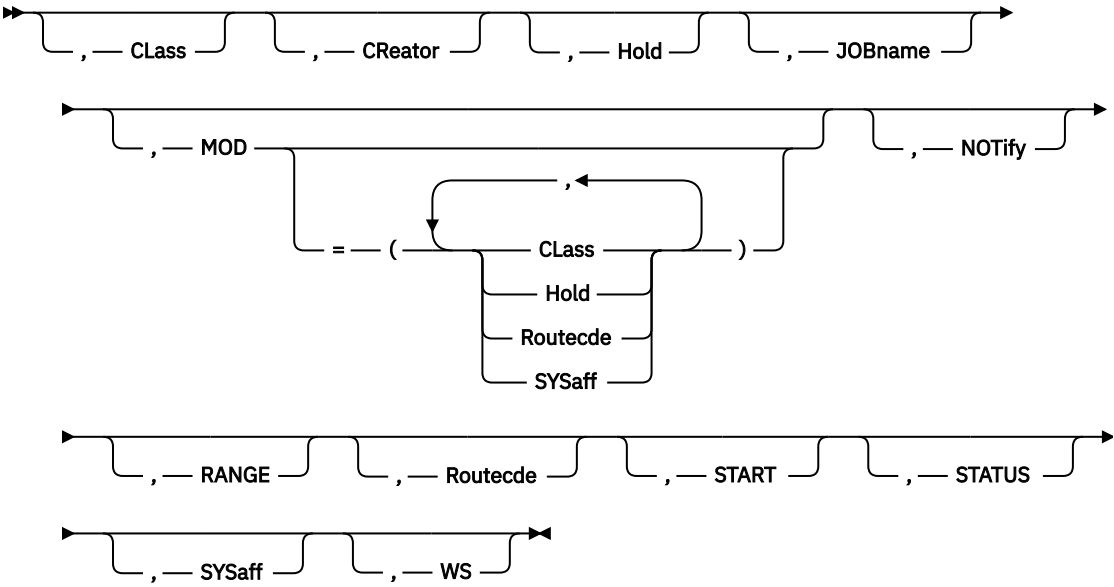 , CLass , CReator , Hold , JOBname
, MOD , NOTify
,
= ( CLass )
Hold
Routecde
SYSaff
, RANGE , Routecde , START , STATUS
, SYSaff , WS